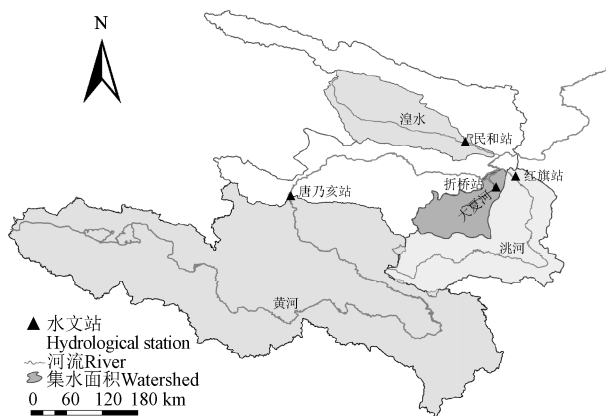 N
湟水
民和站
折桥站
红旗站
大夏河
唐乃亥站
洮河
黄河
水文站
Hydrological station
河流River
集水面积Watershed
0 60 120 180 km